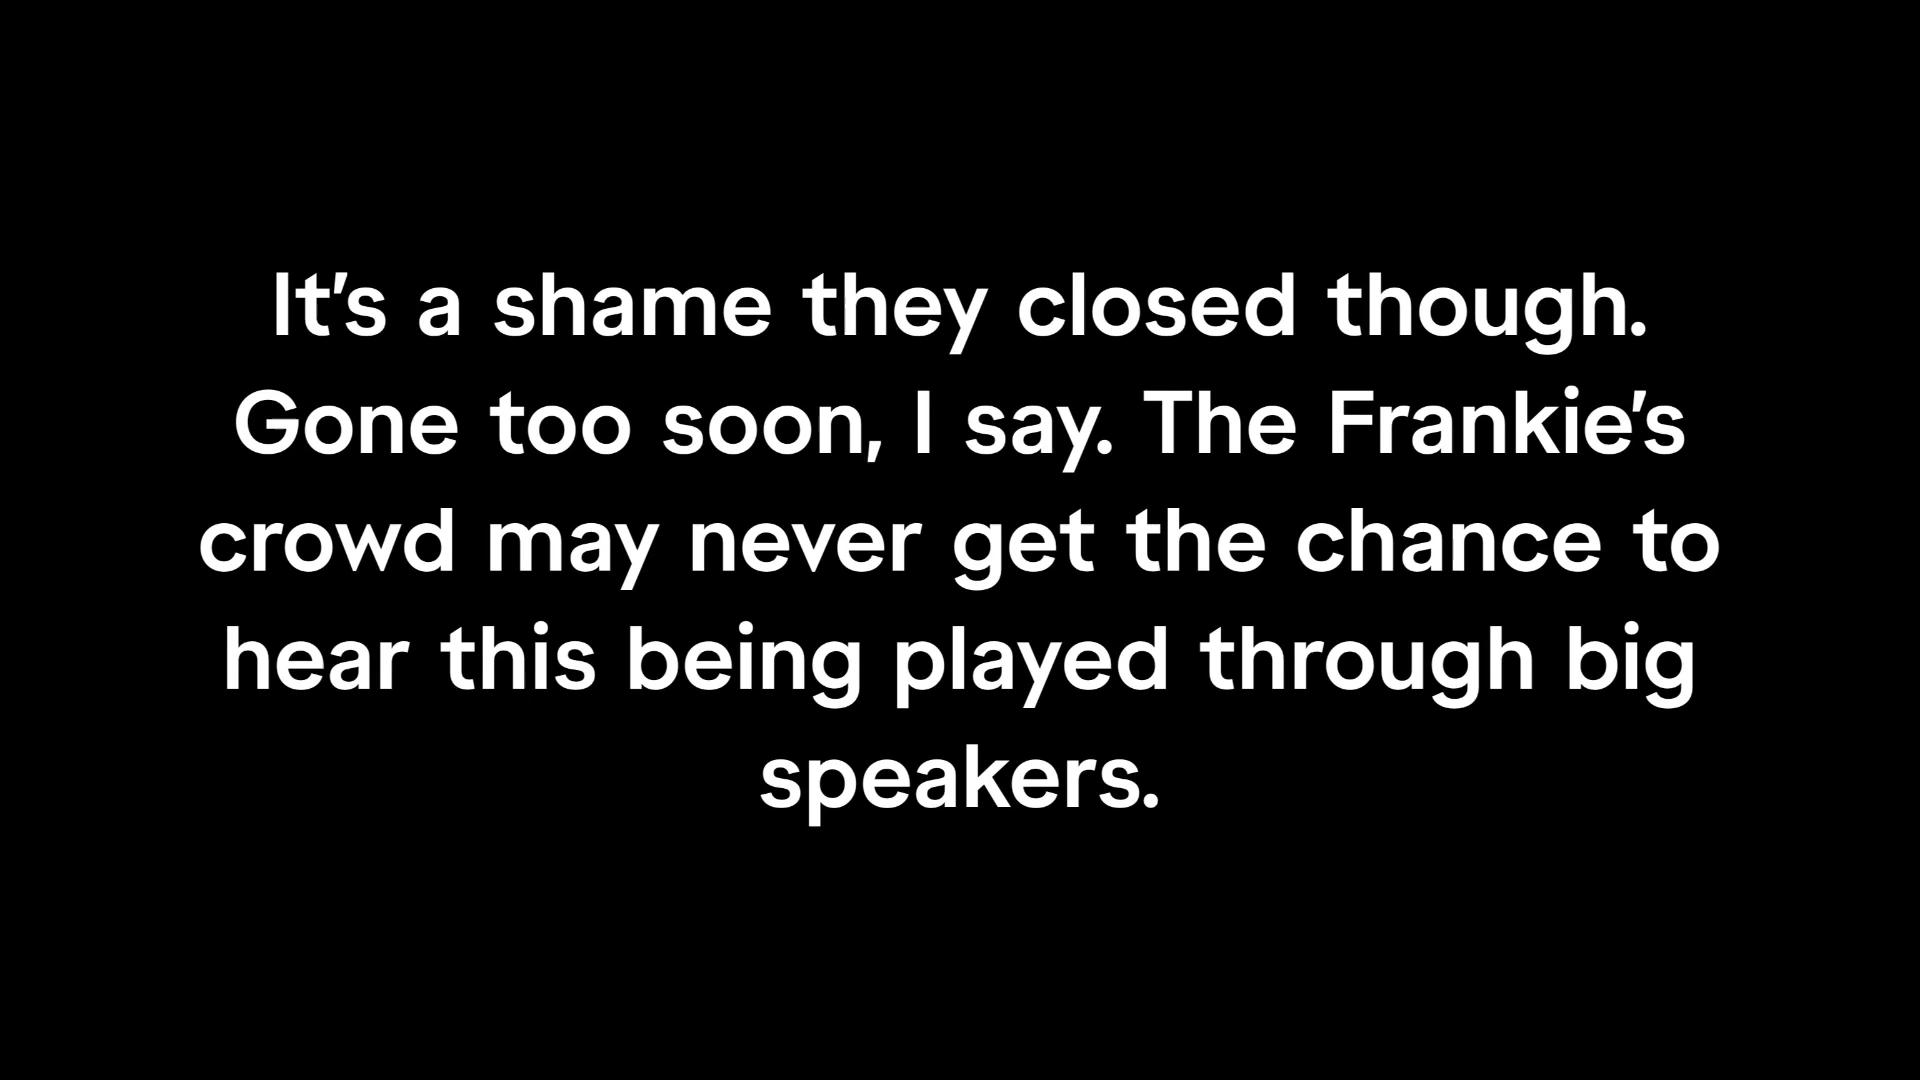 It's a shame they closed though.
Gone too soon, I say. The Frankie's
crowd may never get the chance to
hear this being played through big
speakers.